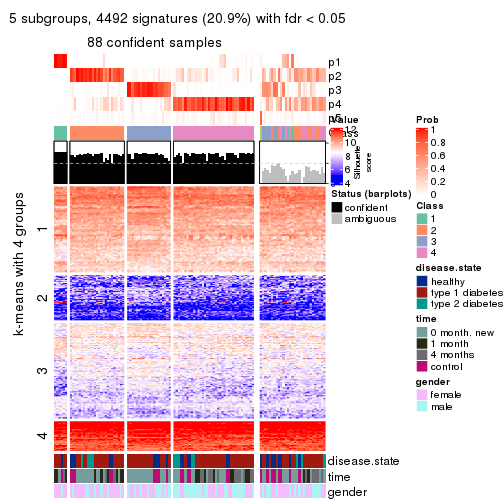 5 subgroups, 4492 signatures (20.9%) with fdr < 0.05
88 confident samples
p1
p2
p3
p4
p5
Value
12
10
8
6
4
Class
Silhouette
score
Status (barplots)
confident
ambiguous
Prob
1
0.8
0.6
0.4
0.2
0
Class
1
2
3
4
disease.state
healthy
type 1 diabetes
type 2 diabetes
time
0 month. new
1 month
4 months
control
gender
female
male
k-means with 4 groups
1
2
3
4
disease.state
time
gender